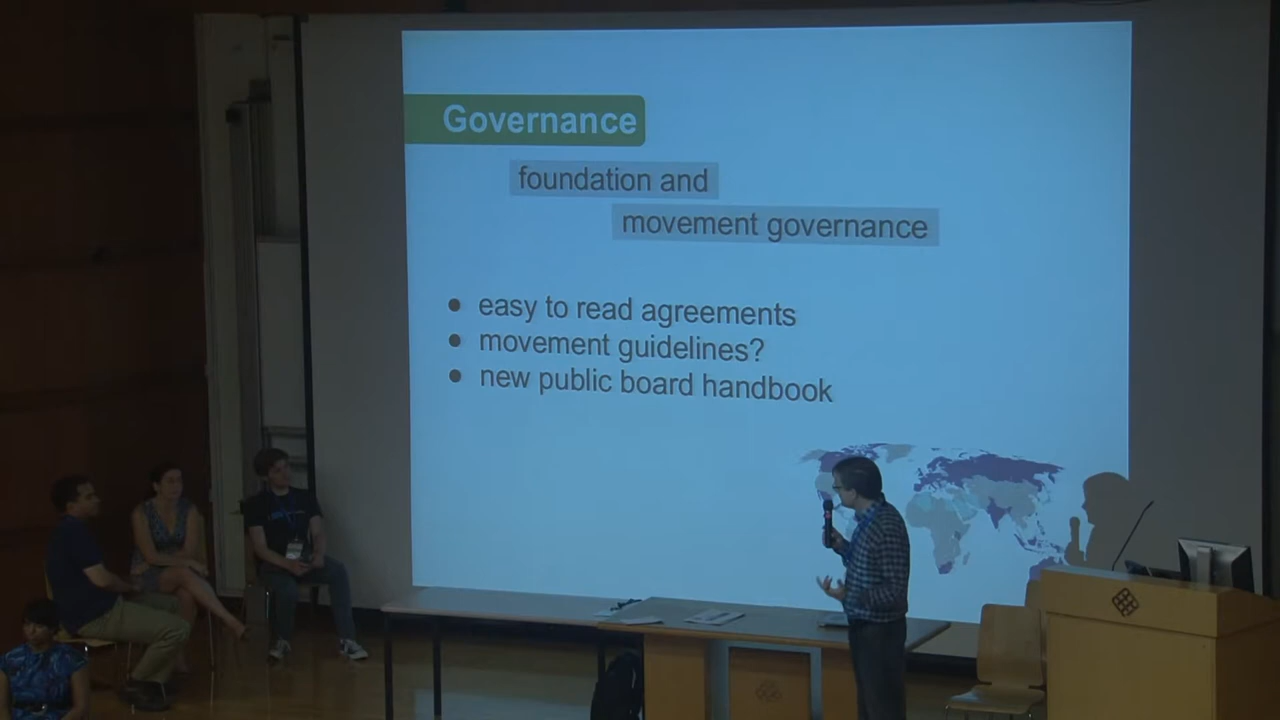 Governance
foundation and
movement governance
easy to read agreements
movement guidelines?
new public board handbook